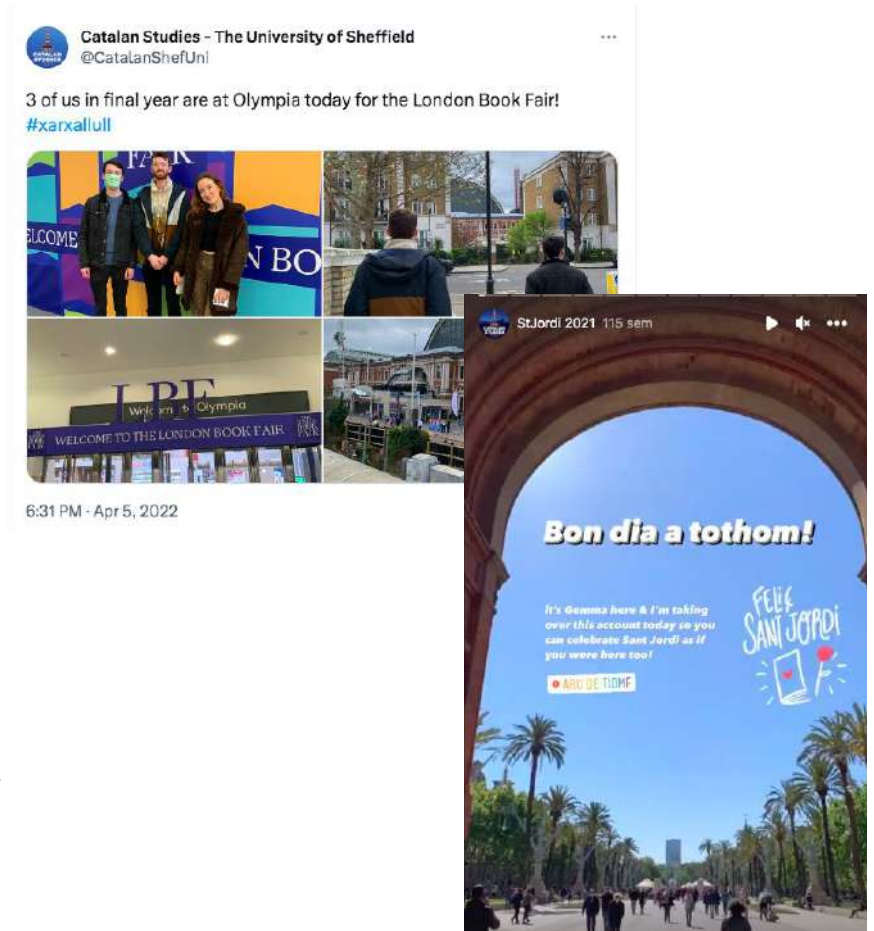 Catalan Studies - The University of Sheffield
@CatalanShefUni
3 of us in final year are at Olympia today for the London Book Fair!
#xarxallull
FAIR
ELCOME
N BO
LBF
Welcom to Olympia
WELCOME TO THE LONDON BOOK FAIR
6:31 PM · Apr 5, 2022
StJordi 2021 115 sem
Bon dia a tothom!
It's Gemma here & I'm taking
over this account today so you
can celebrate Sant Jordi as if
you were here too!
ARC DE TIOMF
FELIÇ
SANT JORDI